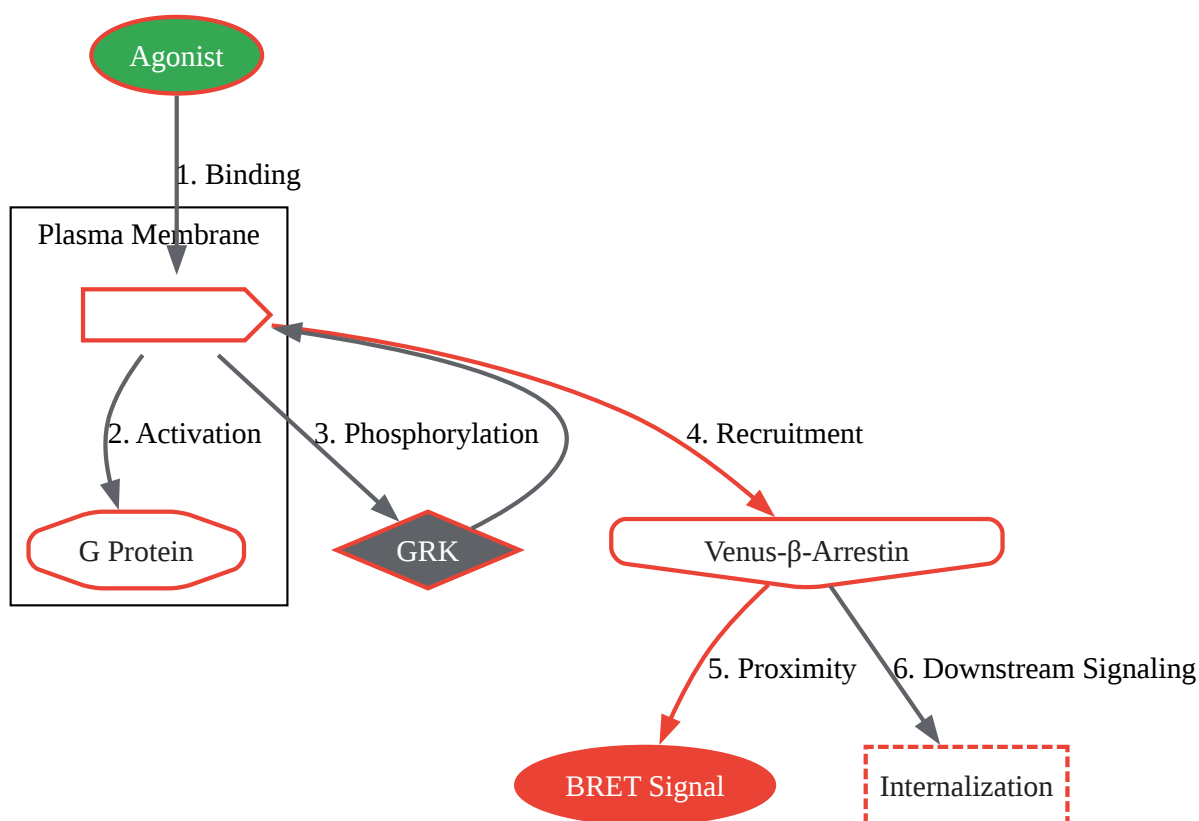 Agonist
1. Binding
Plasma Membrane
2. Activation
3. Phosphorylation
4. Recruitment
G Protein
GRK
Venus-β-Arrestin
5. Proximity
6. Downstream Signaling
BRET Signal
Internalization